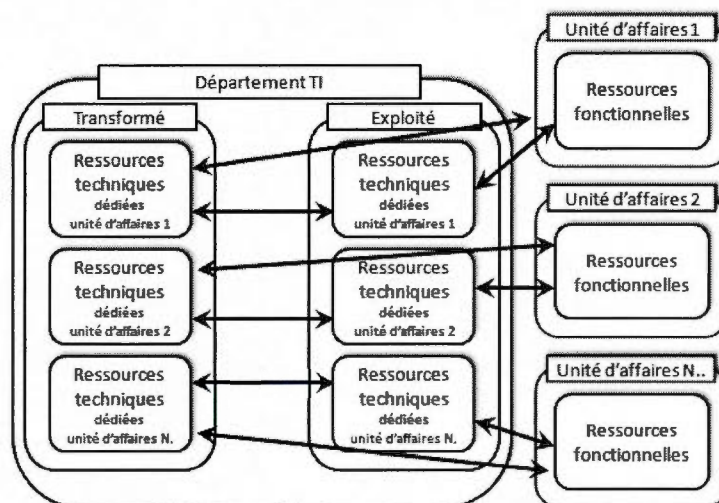 Département TI
Transformé
Ressources
techniques
dédiées
unité d'affaires 1
Ressources
techniques
dédiées
unité d'affaires 2
Ressources
techniques
dédiées
unité d'affaires N.
Exploité
Ressources
techniques
dédiées
unité d'affaires 1
Ressources
techniques
dédiées
unité d'affaires 2
Ressources
techniques
dédiées
unité d'affaires N.
Unité d'affaires 1
Ressources
fonctionnelles
Unité d'affaires 2
Ressources
fonctionnelles
Unité d'affaires N..
Ressources
fonctionnelles